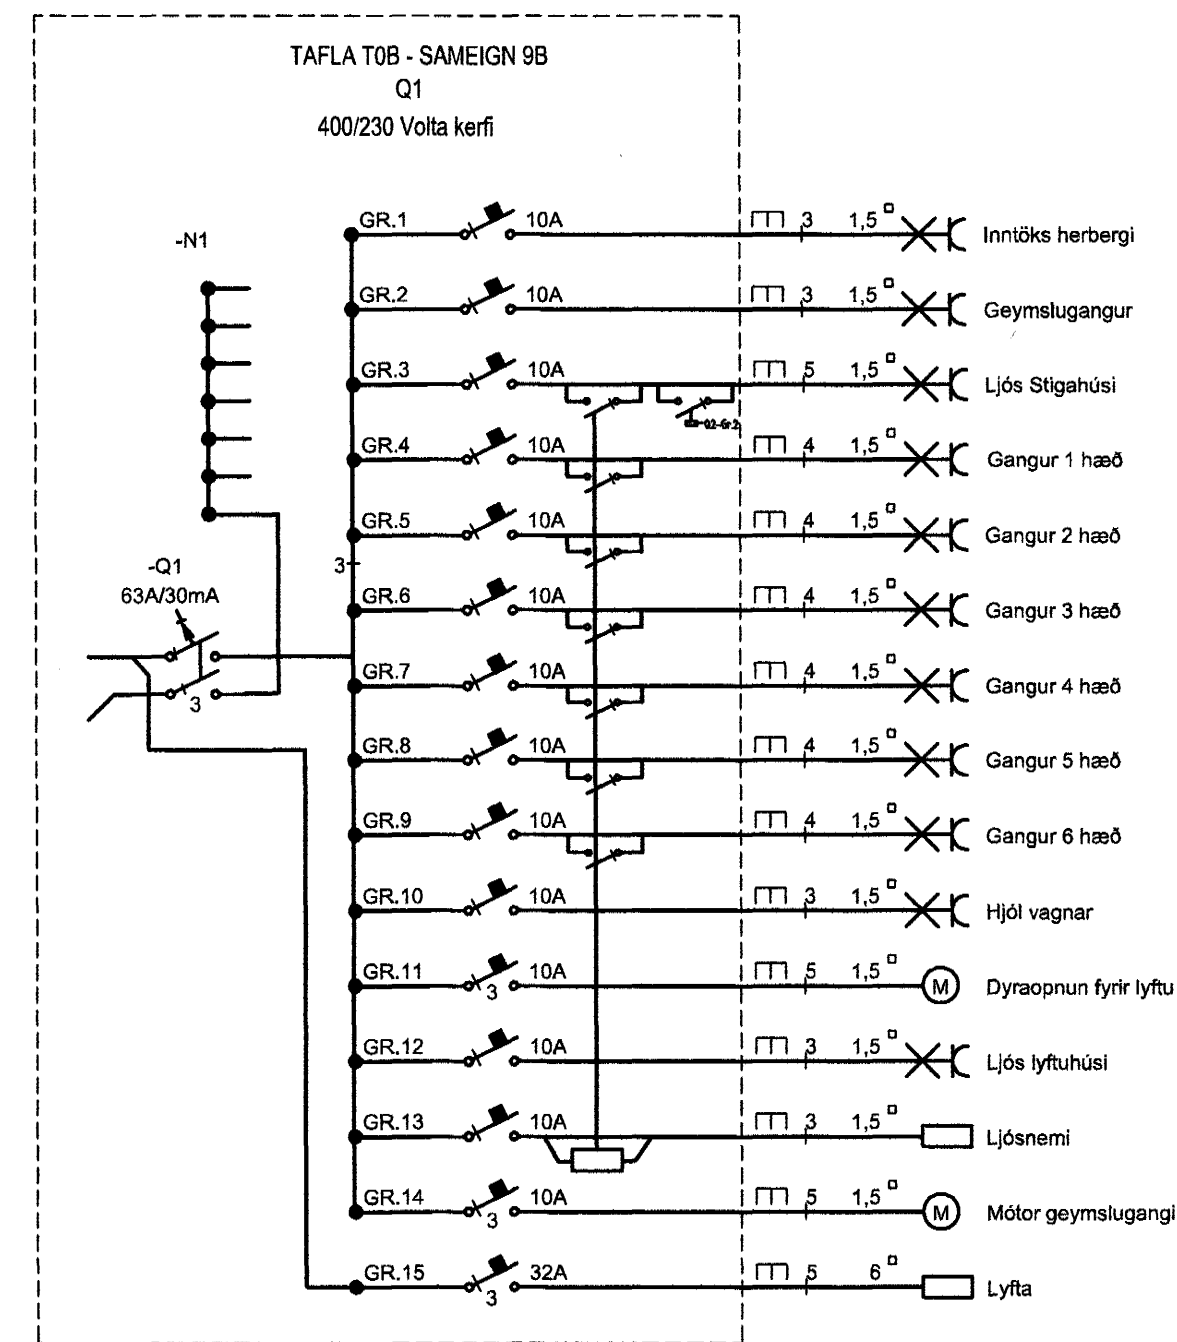 TAFLA T0B - SAMEIGN 9B
Q1
400/230 Volta kerfi
-N1
-Q1
63A/30mA
3
3
GR.1 10A 3 1,5 Inntöks herbergi
GR.2 10A 3 1,5 Geymslugangur
GR.3 10A 5 1,5 Ljós Stigahúsi
Q2-Gr.2
GR.4 10A 4 1,5 Gangur 1 hæð
GR.5 10A 4 1,5 Gangur 2 hæð
GR.6 10A 4 1,5 Gangur 3 hæð
GR.7 10A 4 1,5 Gangur 4 hæð
GR.8 10A 4 1,5 Gangur 5 hæð
GR.9 10A 4 1,5 Gangur 6 hæð
GR.10 10A 3 1,5 Hjól vagnar
GR.11 3 10A 5 1,5 M Dyraopnun fyrir lyftu
GR.12 10A 3 1,5 Ljós lyftuhúsi
GR.13 10A 3 1,5 Ljósnemi
GR.14 3 10A 5 1,5 M Mótor geymslugangi
GR.15 3 32A 5 6 Lyfta